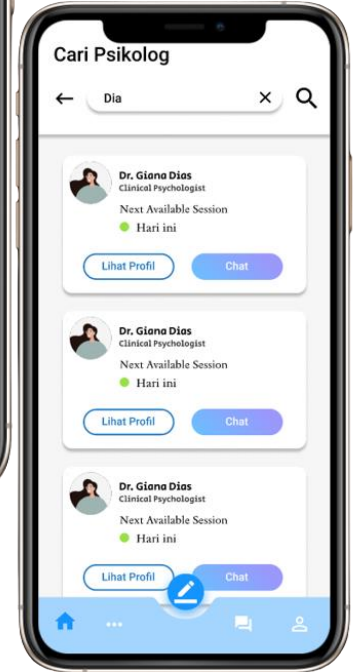 Cari Psikolog
Dia
Dr. Giana Dias
Clinical Psychologist
Next Available Session
Hari ini
Lihat Profil Chat
Dr. Giana Dias
Clinical Psychologist
Next Available Session
Hari ini
Lihat Profil Chat
Dr. Giana Dias
Clinical Psychologist
Next Available Session
Hari ini
Lihat Profil Chat